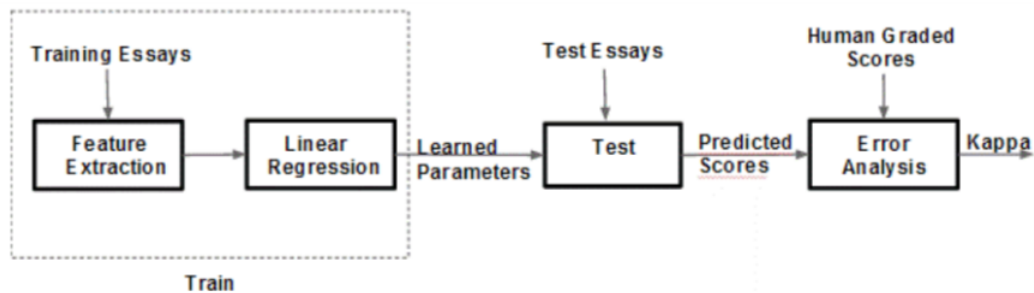 Training Essays
Feature
Extraction
Linear
Regression
Learned
Parameters
Test Essays
Test
Predicted
Scores
Human Graded
Scores
Error
Analysis
Kappa
Train